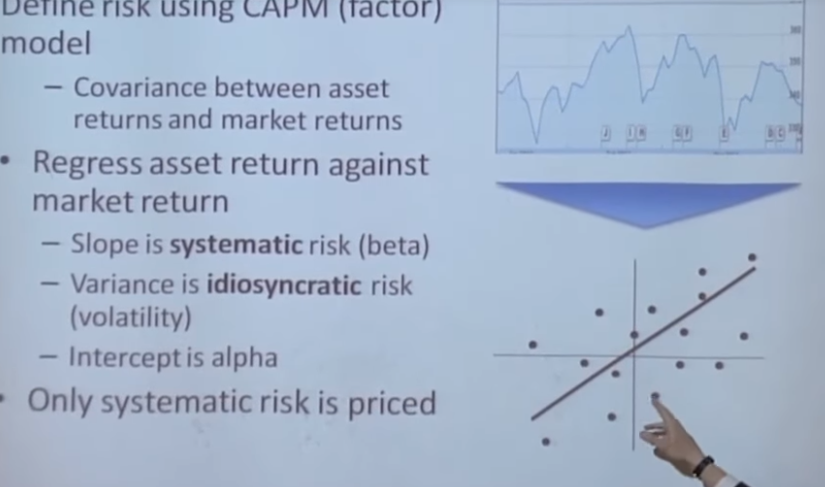 Define risk using CAPM (factor)
model
– Covariance between asset
returns and market returns
• Regress asset return against
market return
– Slope is systematic risk (beta)
– Variance is idiosyncratic risk
(volatility)
– Intercept is alpha
• Only systematic risk is priced